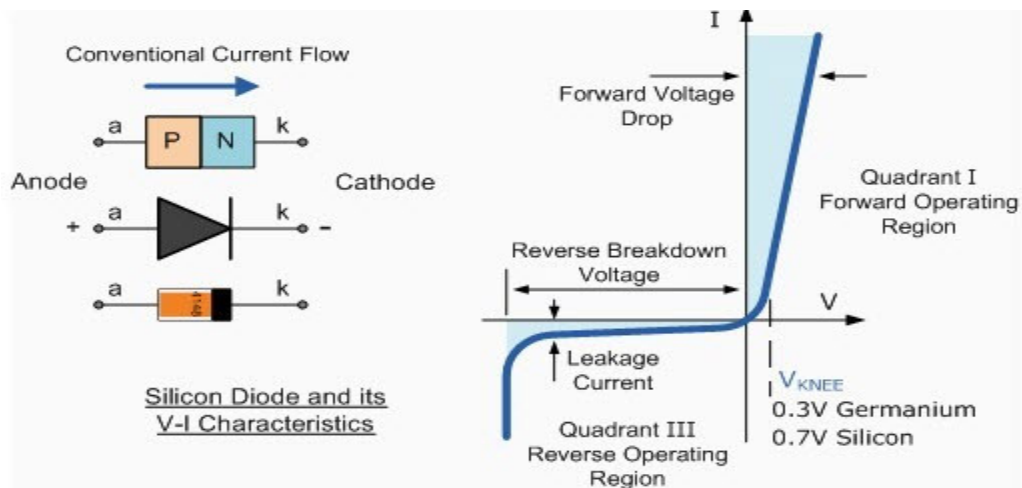 Conventional Current Flow
a
P
N
k
Anode
Cathode
+
a
k
-
a
4148
k
Silicon Diode and its
V-I Characteristics
I
Forward Voltage
Drop
Quadrant I
Forward Operating
Region
Reverse Breakdown
Voltage
V
Leakage
Current
VKNEE
0.3V Germanium
0.7V Silicon
Quadrant III
Reverse Operating
Region